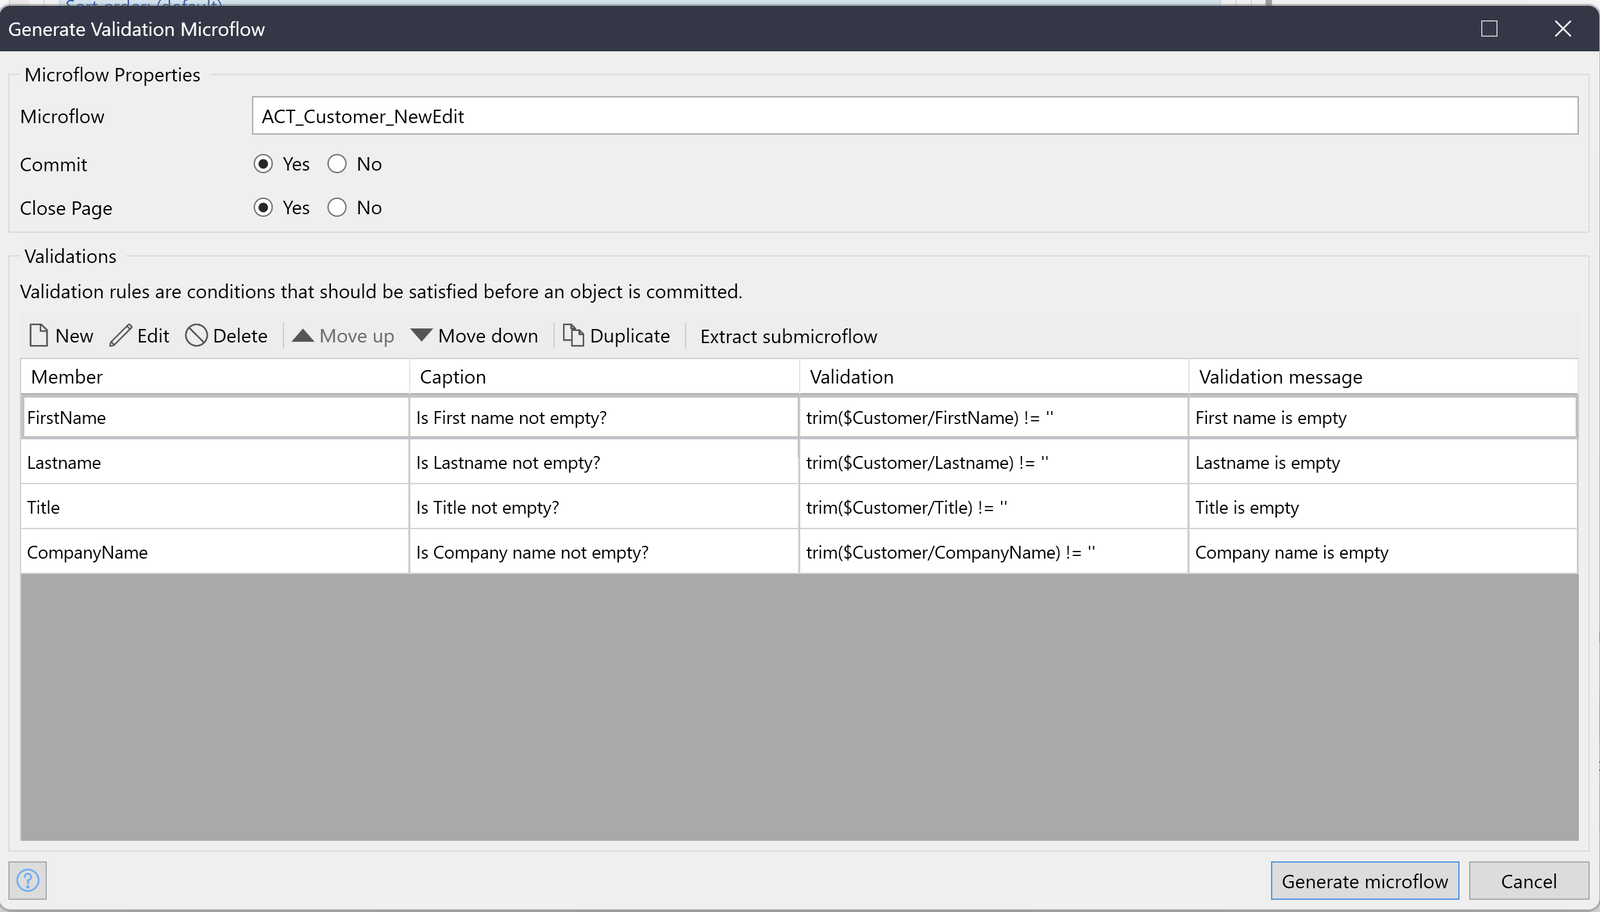 Sort order: (default)
Generate Validation Microflow
Microflow Properties
Microflow ACT_Customer_NewEdit
Commit Yes No
Close Page Yes No
Validations
Validation rules are conditions that should be satisfied before an object is committed.
New Edit Delete Move up Move down Duplicate Extract submicroflow
Member Caption Validation Validation message
FirstName Is First name not empty? trim($Customer/FirstName) != '' First name is empty
Lastname Is Lastname not empty? trim($Customer/Lastname) != '' Lastname is empty
Title Is Title not empty? trim($Customer/Title) != '' Title is empty
CompanyName Is Company name not empty? trim($Customer/CompanyName) != '' Company name is empty
? Generate microflow Cancel